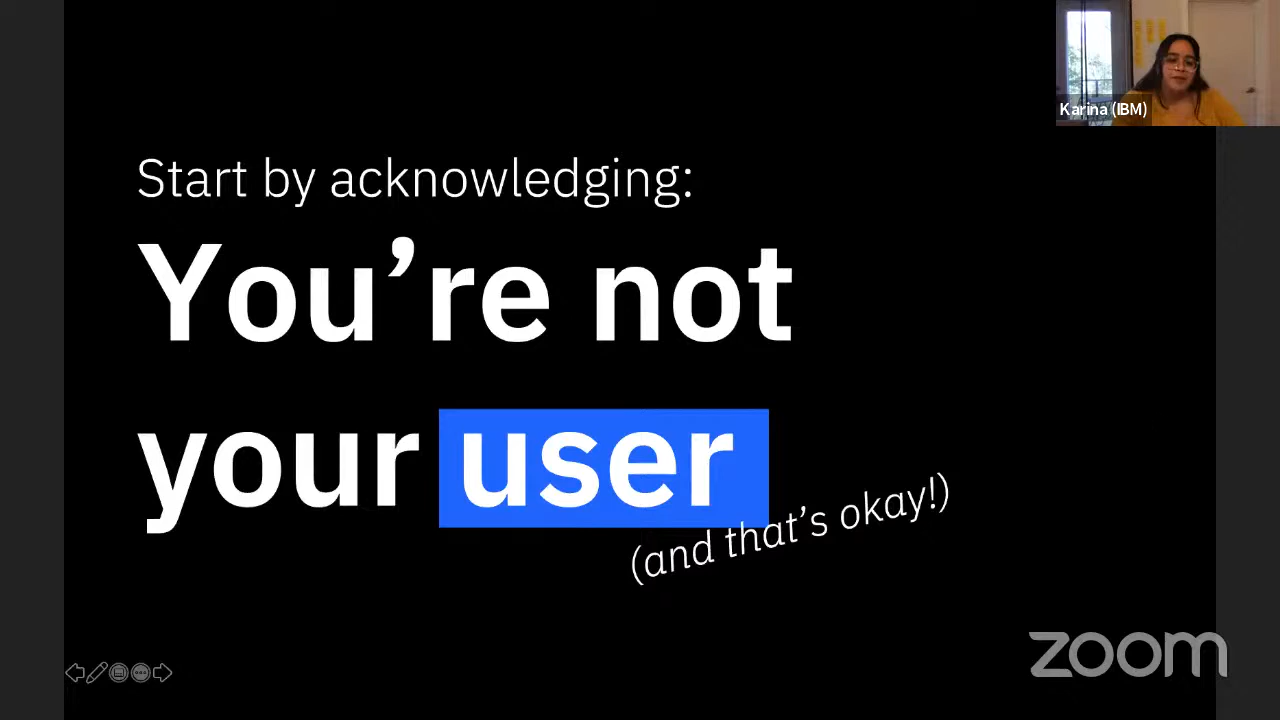 Karina (IBM)
Start by acknowledging:
You’re not
your user
(and that’s okay!)
zoom